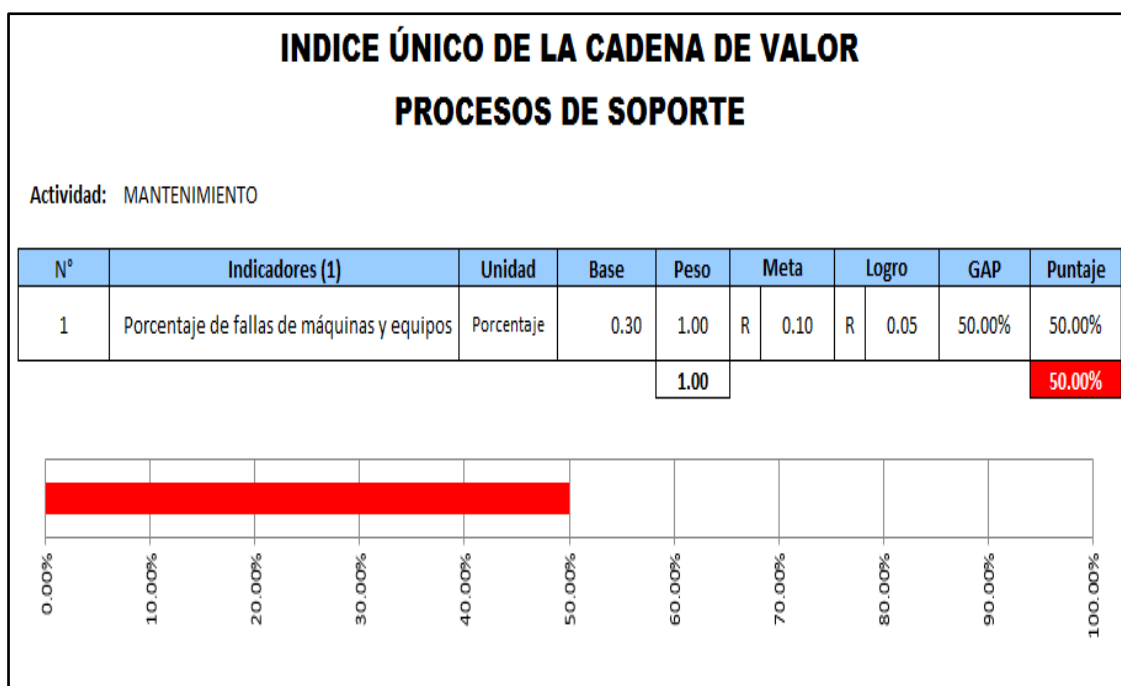 INDICE ÚNICO DE LA CADENA DE VALOR
PROCESOS DE SOPORTE
Actividad: MANTENIMIENTO
N° Indicadores (1) Unidad Base Peso Meta Logro GAP Puntaje
1 Porcentaje de fallas de máquinas y equipos Porcentaje 0.30 1.00 R 0.10 R 0.05 50.00% 50.00%
1.00 50.00%
0.00% 10.00% 20.00% 30.00% 40.00% 50.00% 60.00% 70.00% 80.00% 90.00% 100.00%